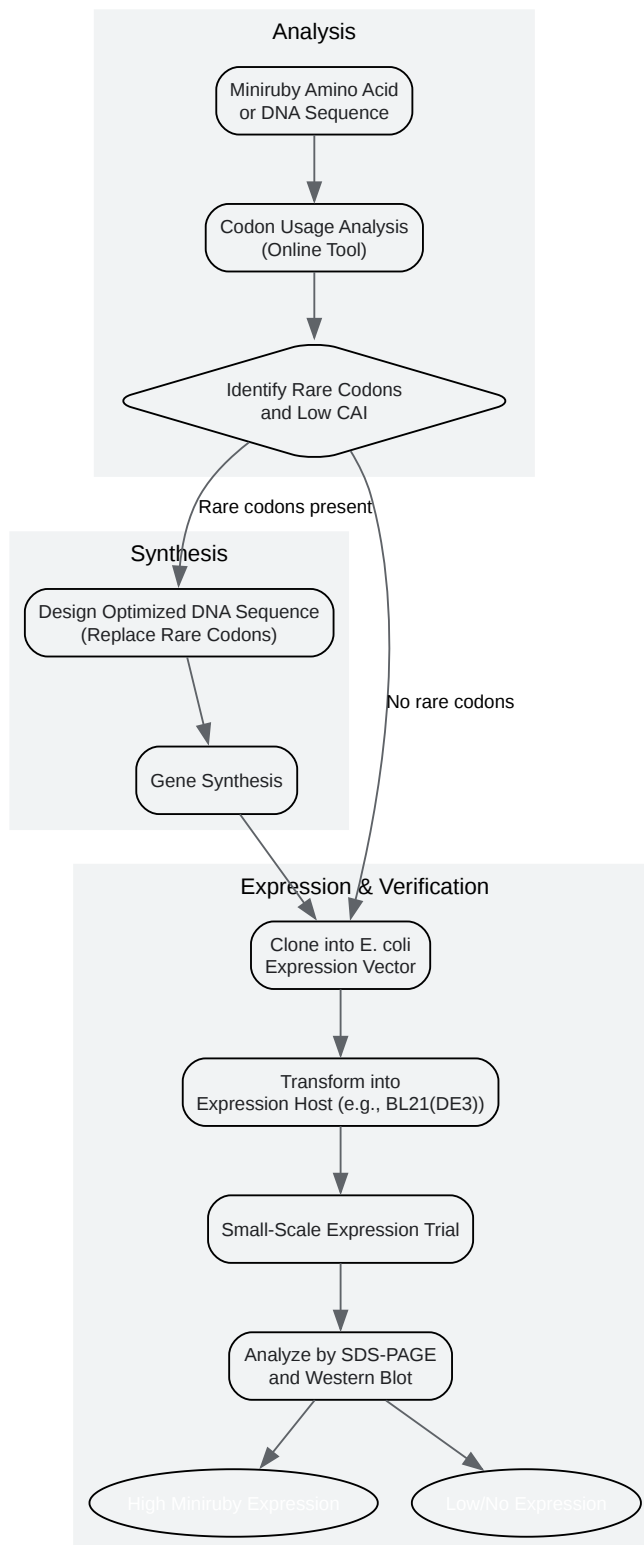 Analysis
Miniruby Amino Acid
or DNA Sequence
Codon Usage Analysis
(Online Tool)
Identify Rare Codons
and Low CAI
Rare codons present
Synthesis
Design Optimized DNA Sequence
(Replace Rare Codons)
No rare codons
Gene Synthesis
Expression & Verification
Clone into E. coli
Expression Vector
Transform into
Expression Host (e.g., BL21(DE3))
Small-Scale Expression Trial
Analyze by SDS-PAGE
and Western Blot
High Miniruby Expression
Low/No Expression